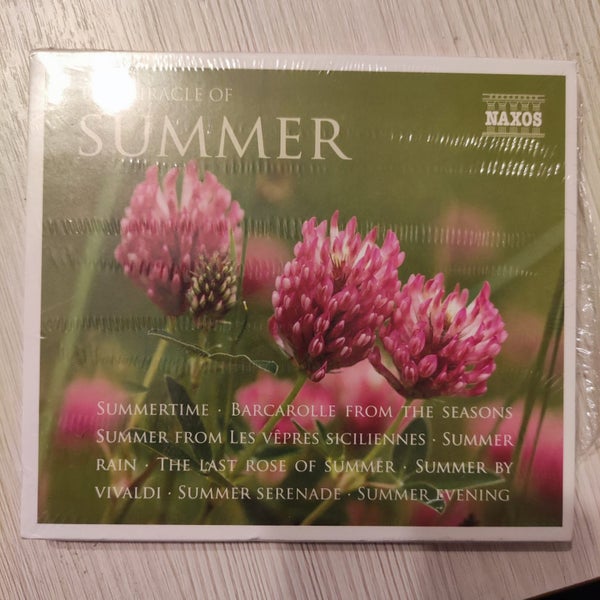 MIRACLE OF
SUMMER
NAXOS
SUMMERTIME · BARCAROLLE FROM THE SEASONS
SUMMER FROM LES VÊPRES SICILIENNES · SUMMER
RAIN · THE LAST ROSE OF SUMMER · SUMMER BY
VIVALDI · SUMMER SERENADE · SUMMER EVENING